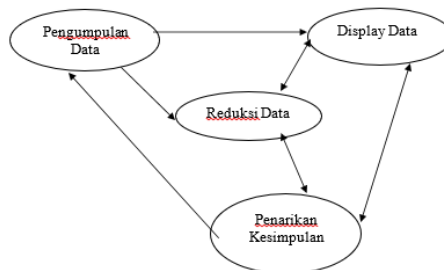 Pengumpulan
Data
Display Data
Reduksi Data
Penarikan
Kesimpulan